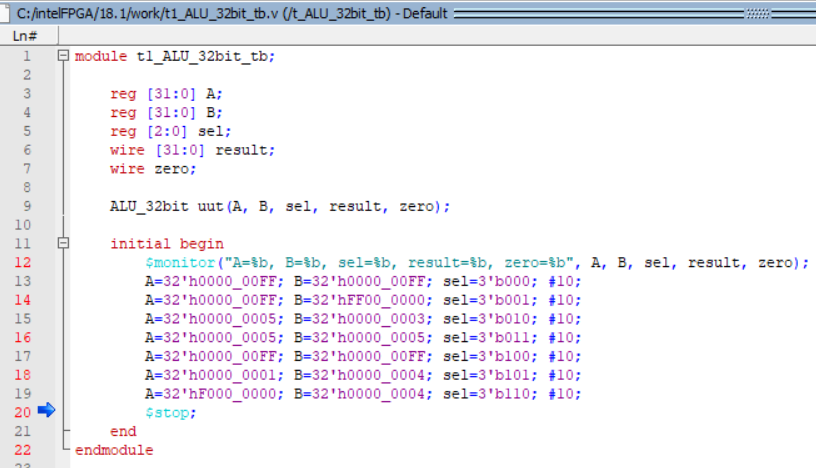 C:/intelFPGA/18.1/work/t1_ALU_32bit_tb.v (/t_ALU_32bit_tb) - Default
Ln#
1 module t1_ALU_32bit_tb;
2
3 reg [31:0] A;
4 reg [31:0] B;
5 reg [2:0] sel;
6 wire [31:0] result;
7 wire zero;
8
9 ALU_32bit uut(A, B, sel, result, zero);
10
11 initial begin
12 $monitor("A=%b, B=%b, sel=%b, result=%b, zero=%b", A, B, sel, result, zero);
13 A=32'h0000_00FF; B=32'h0000_00FF; sel=3'b000; #10;
14 A=32'h0000_00FF; B=32'hFF00_0000; sel=3'b001; #10;
15 A=32'h0000_0005; B=32'h0000_0003; sel=3'b010; #10;
16 A=32'h0000_0005; B=32'h0000_0005; sel=3'b011; #10;
17 A=32'h0000_00FF; B=32'h0000_00FF; sel=3'b100; #10;
18 A=32'h0000_0001; B=32'h0000_0004; sel=3'b101; #10;
19 A=32'hF000_0000; B=32'h0000_0004; sel=3'b110; #10;
20 $stop;
21 end
22 endmodule
23